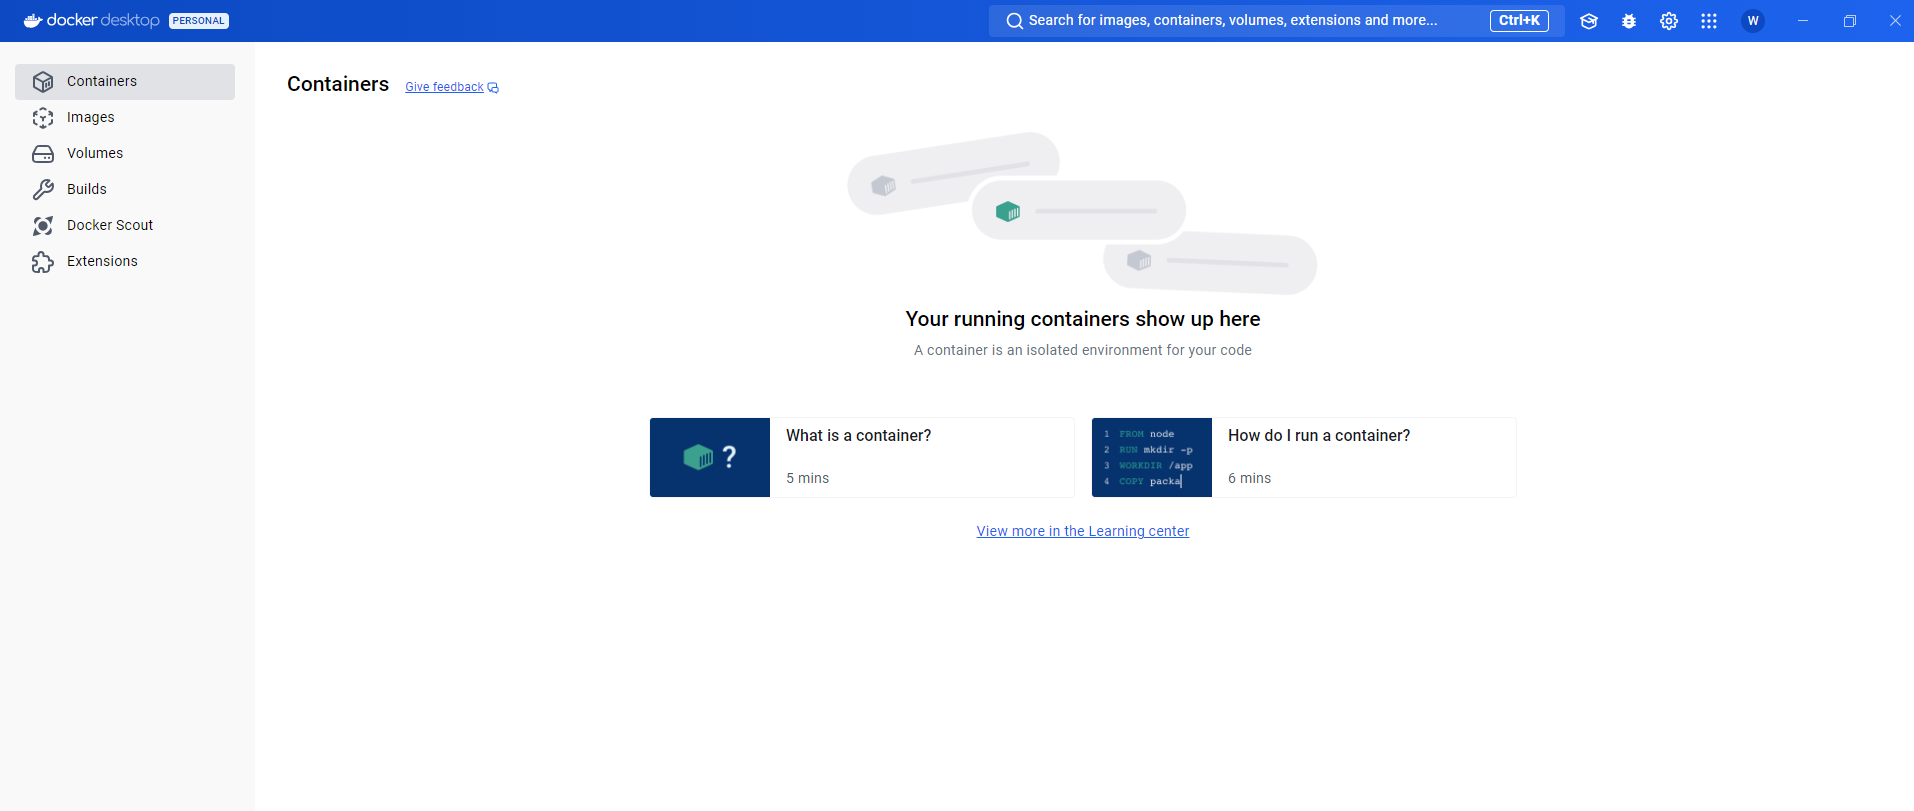 docker desktop PERSONAL
Search for images, containers, volumes, extensions and more... Ctrl+K
W
Containers
Images
Volumes
Builds
Docker Scout
Extensions
Containers Give feedback
Your running containers show up here
A container is an isolated environment for your code
?
What is a container?
5 mins
1 FROM node
2 RUN mkdir -p
3 WORKDIR /app
4 COPY packa
How do I run a container?
6 mins
View more in the Learning center